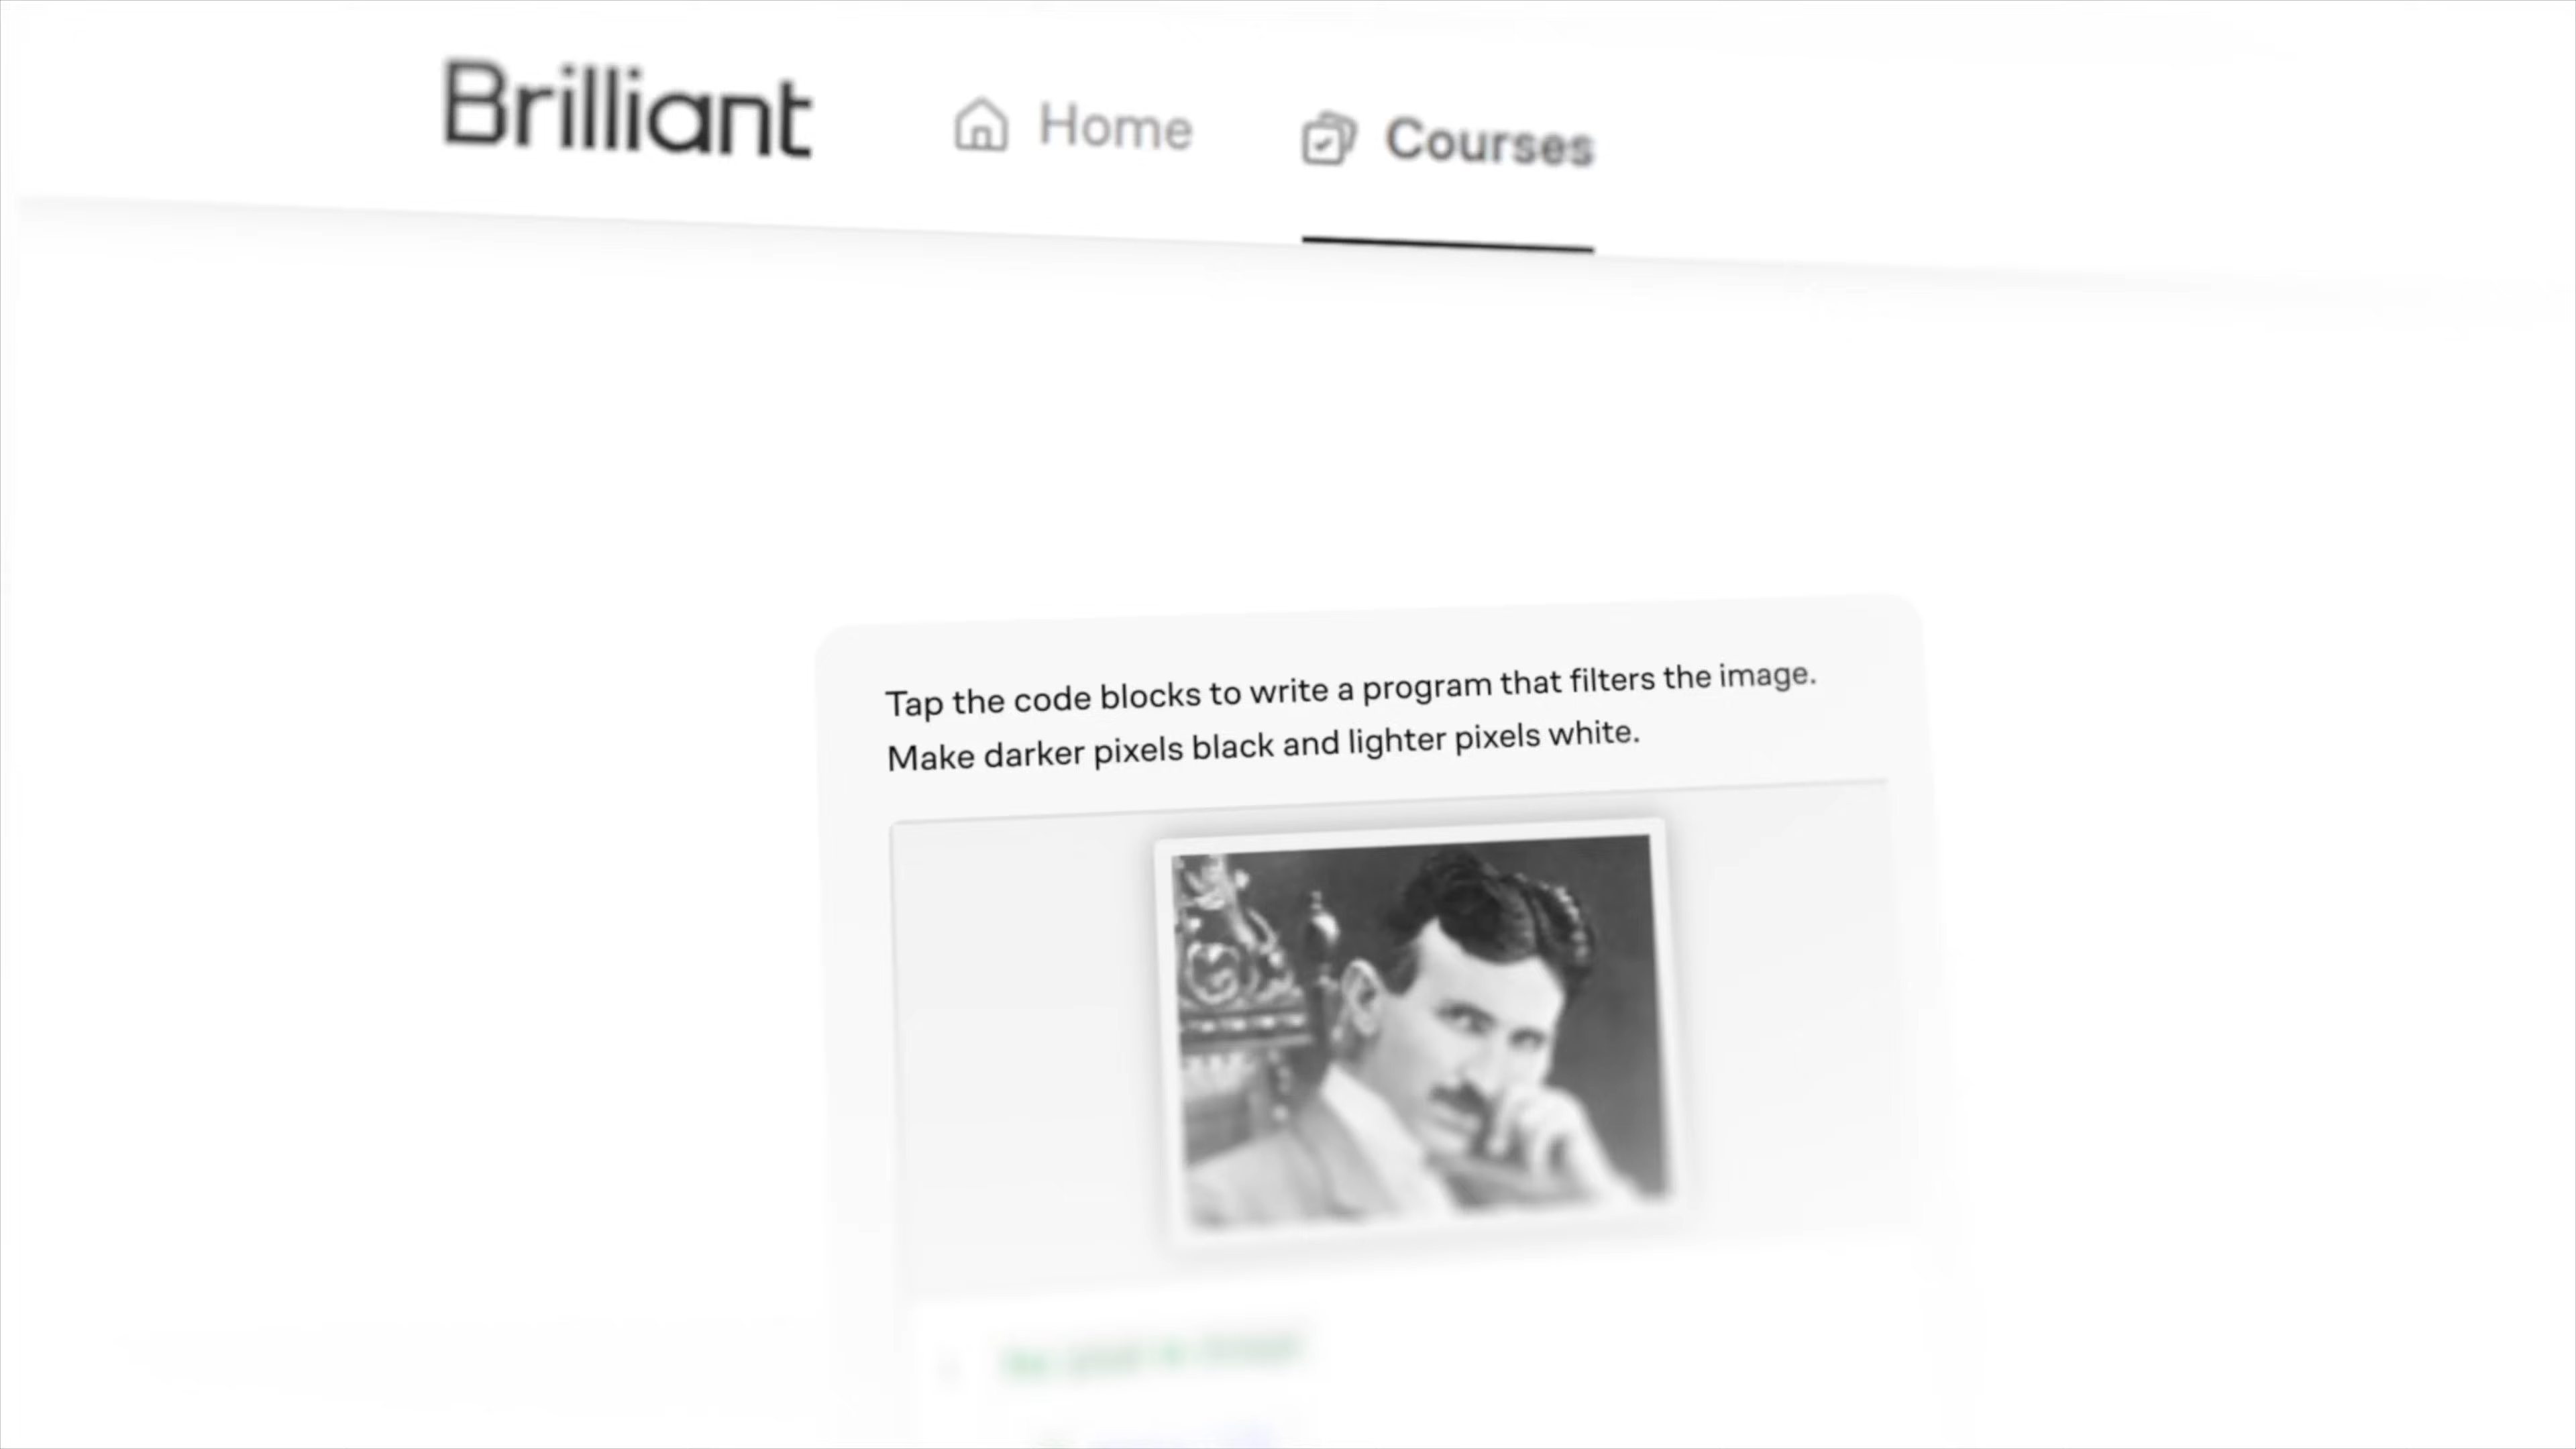 Brilliant
Home
Courses
Tap the code blocks to write a program that filters the image.
Make darker pixels black and lighter pixels white.